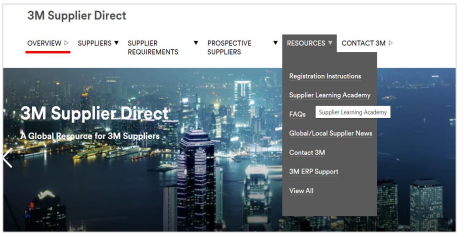 3M Supplier Direct
OVERVIEW ▷ SUPPLIERS ▼ SUPPLIER REQUIREMENTS ▼ PROSPECTIVE SUPPLIERS ▼ RESOURCES ▼ CONTACT 3M ▷
Registration Instructions
Supplier Learning Academy
FAQs
Supplier Learning Academy
Global/Local Supplier News
Contact 3M
3M ERP Support
View All
3M Supplier Direct
A Global Resource for 3M Suppliers